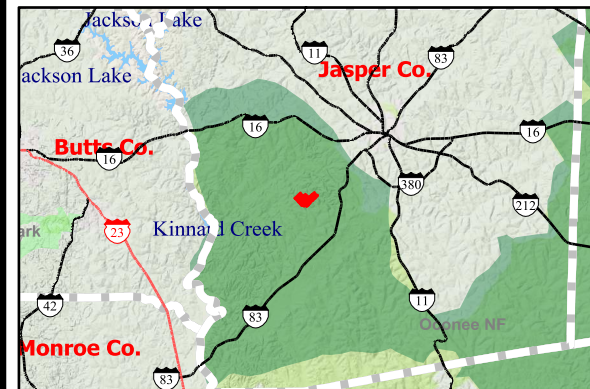 Jackson Lake
36
11
83
Jasper Co.
ackson Lake
16
16
Butts Co.
16
380
212
ark
23
Kinnard Creek
42
83
11
Oconee NF
Monroe Co.
83